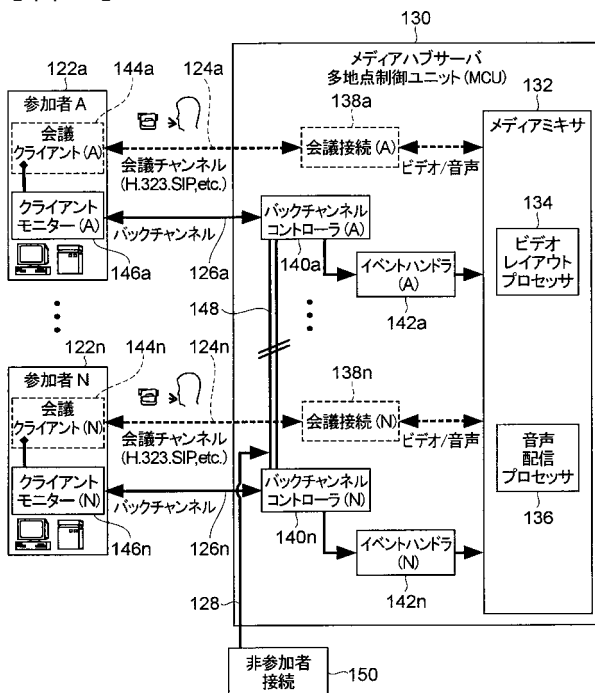 130
メディアハブサーバ
多地点制御ユニット(MCU)
122a
144a
124a
138a
132
参加者 A
会議
クライアント(A)
会議チャンネル
(H.323.SIP,etc.)
会議接続(A)
ビデオ/音声
メディアミキサ
クライアント
モニター(A)
バックチャンネル
146a
126a
バックチャンネル
コントローラ(A)
140a
148
イベントハンドラ
(A)
142a
134
ビデオ
レイアウト
プロセッサ
122n
144n
124n
138n
参加者 N
会議
クライアント(N)
会議チャンネル
(H.323.SIP,etc.)
会議接続(N)
ビデオ/音声
クライアント
モニター(N)
バックチャンネル
146n
126n
バックチャンネル
コントローラ(N)
140n
イベントハンドラ
(N)
142n
音声
配信
プロセッサ
136
128
非参加者
接続
150